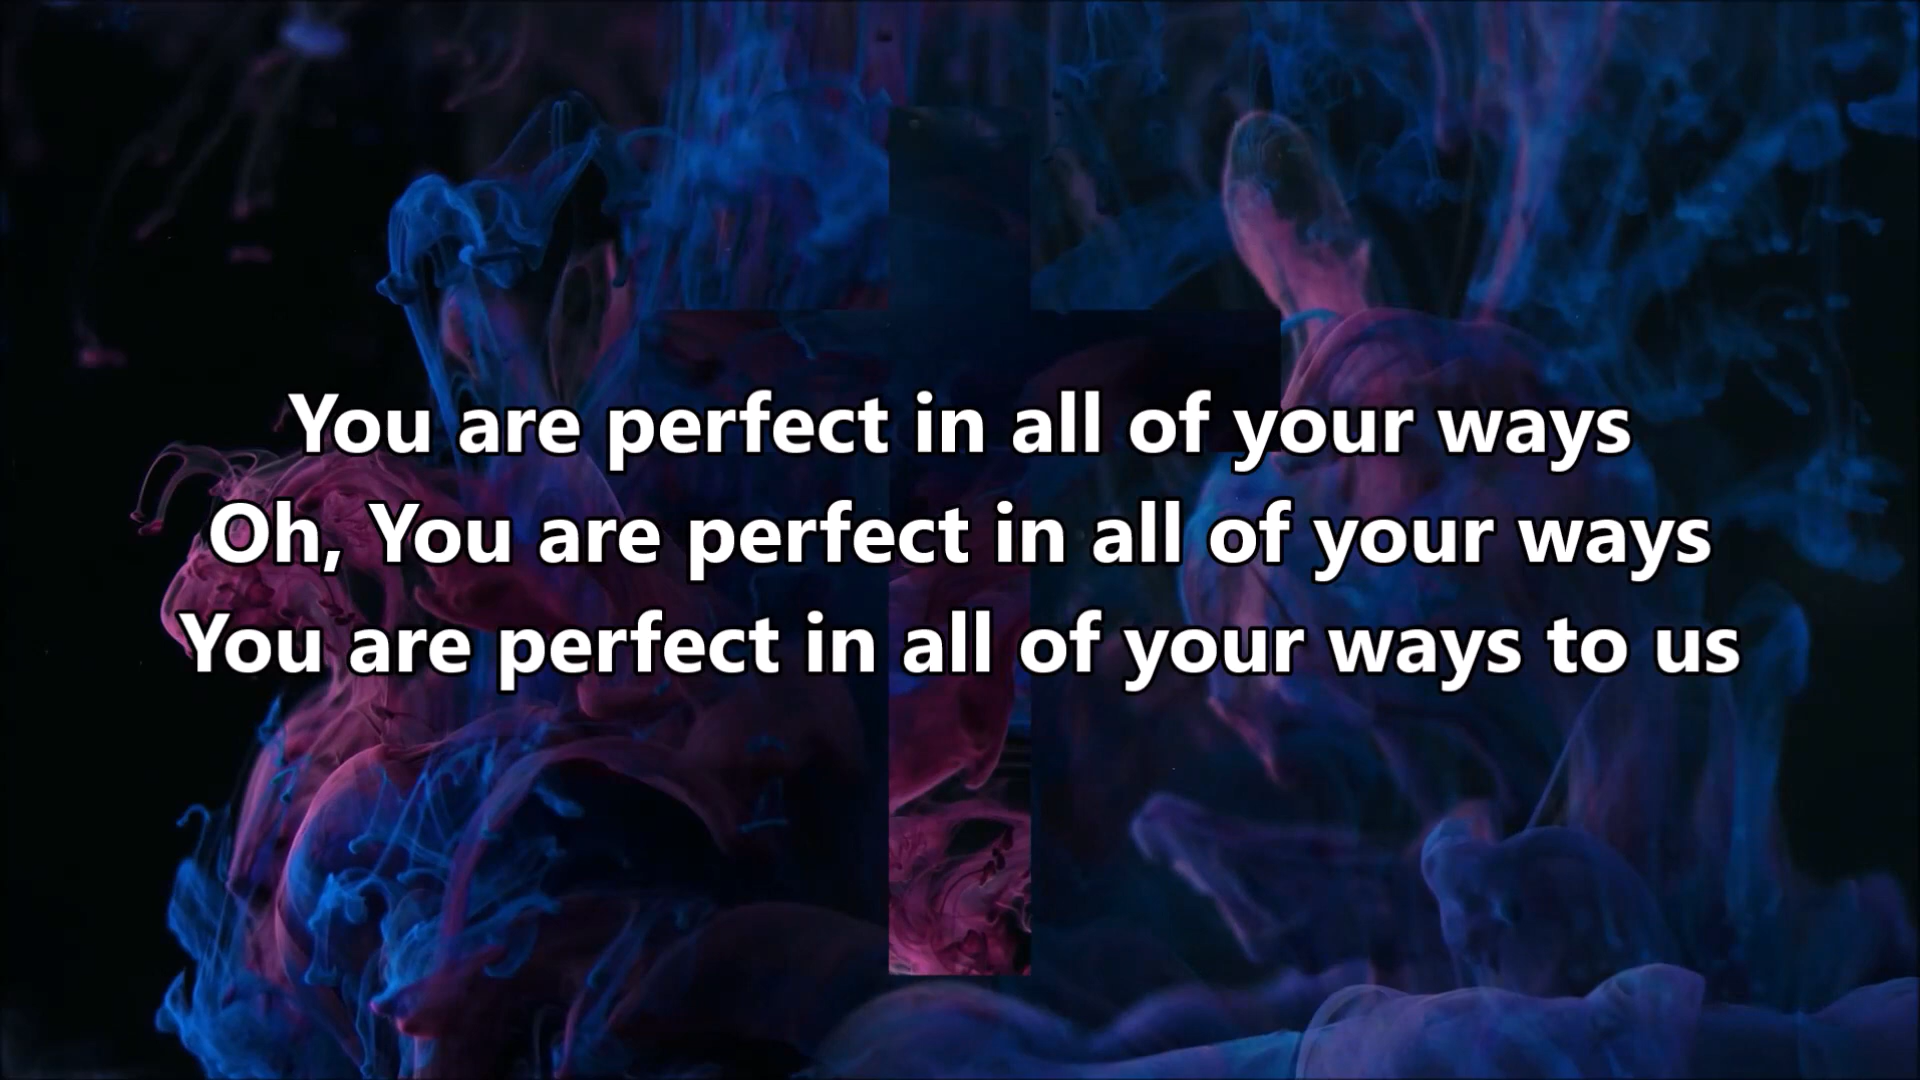 You are perfect in all of your ways
Oh, You are perfect in all of your ways
You are perfect in all of your ways to us